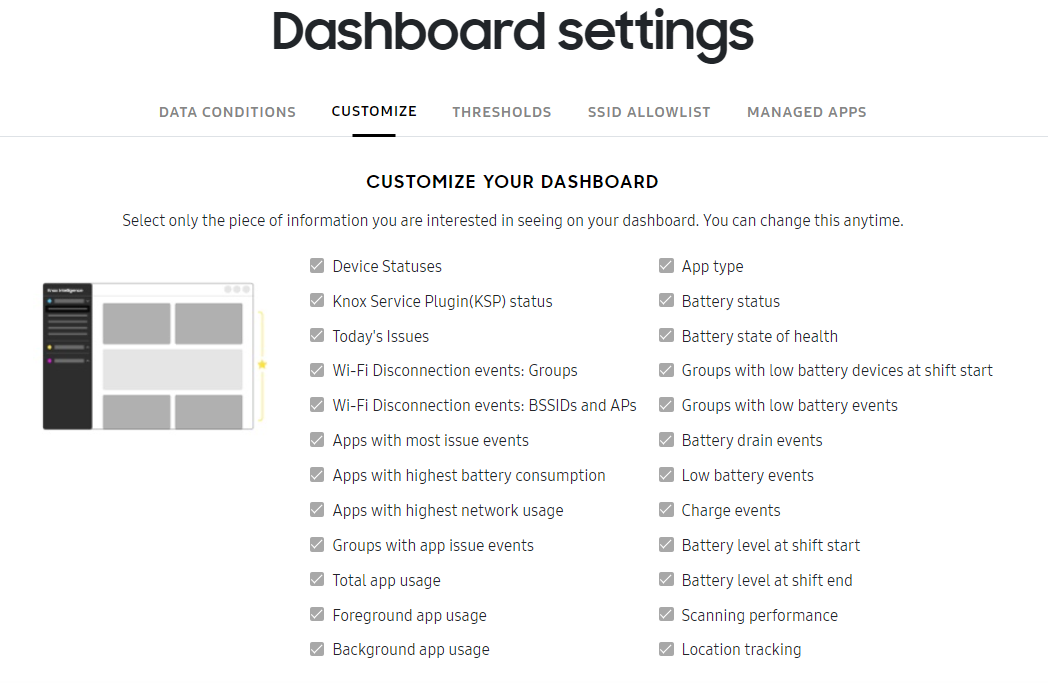 Dashboard settings
DATA CONDITIONS CUSTOMIZE THRESHOLDS SSID ALLOWLIST MANAGED APPS
CUSTOMIZE YOUR DASHBOARD
Select only the piece of information you are interested in seeing on your dashboard. You can change this anytime.
Knox Intelligence
Device Statuses
Knox Service Plugin(KSP) status
Today's Issues
Wi-Fi Disconnection events: Groups
Wi-Fi Disconnection events: BSSIDs and APs
Apps with most issue events
Apps with highest battery consumption
Apps with highest network usage
Groups with app issue events
Total app usage
Foreground app usage
Background app usage
App type
Battery status
Battery state of health
Groups with low battery devices at shift start
Groups with low battery events
Battery drain events
Low battery events
Charge events
Battery level at shift start
Battery level at shift end
Scanning performance
Location tracking